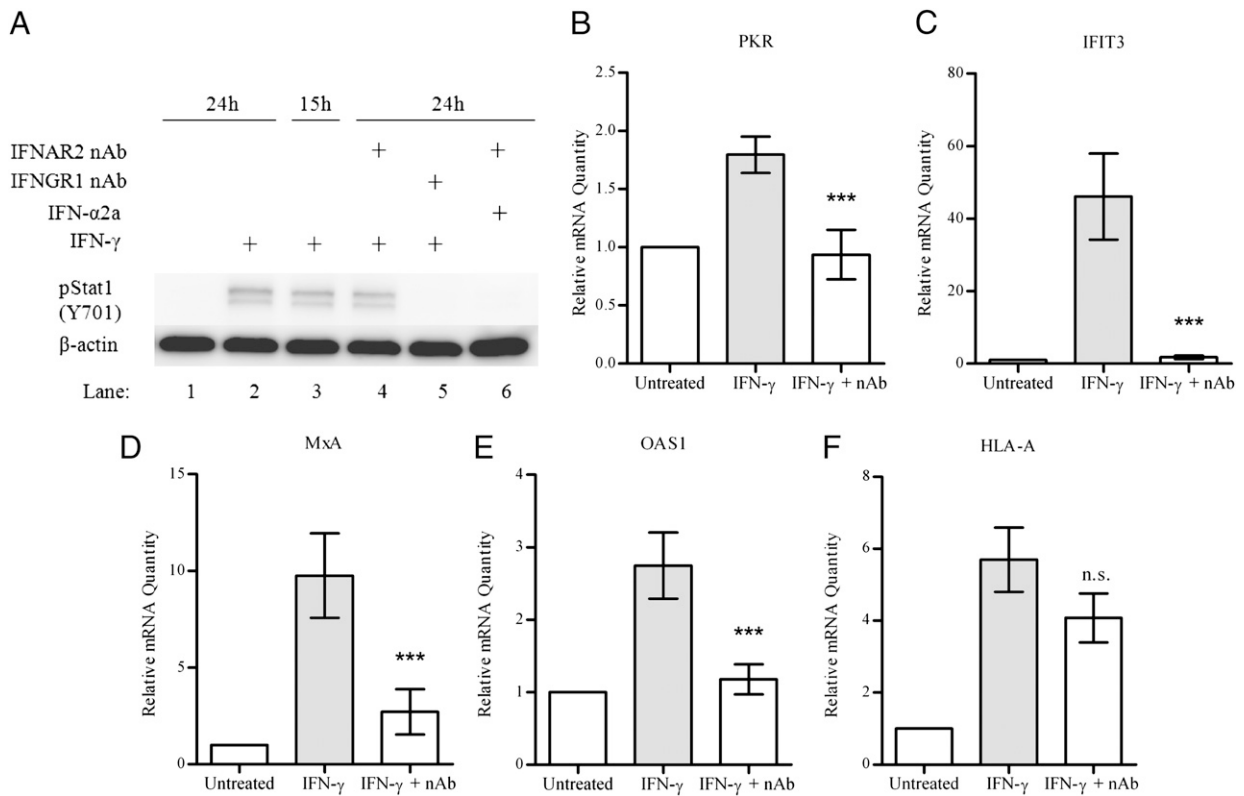 A
24h 15h 24h
IFNAR2 nAb + +
IFNGR1 nAb +
IFN-α2a +
IFN-γ + + + +
pStat1
(Y701)
β-actin
Lane: 1 2 3 4 5 6
B
PKR
Relative mRNA Quantity
2.5
2.0
1.5
1.0
0.5
0.0
***
Untreated IFN-γ IFN-γ + nAb
C
IFIT3
Relative mRNA Quantity
80
60
40
20
0
***
Untreated IFN-γ IFN-γ + nAb
D
MxA
Relative mRNA Quantity
15
10
5
0
***
Untreated IFN-γ IFN-γ + nAb
E
OAS1
Relative mRNA Quantity
4
3
2
1
0
***
Untreated IFN-γ IFN-γ + nAb
F
HLA-A
Relative mRNA Quantity
8
6
4
2
0
n.s.
Untreated IFN-γ IFN-γ + nAb